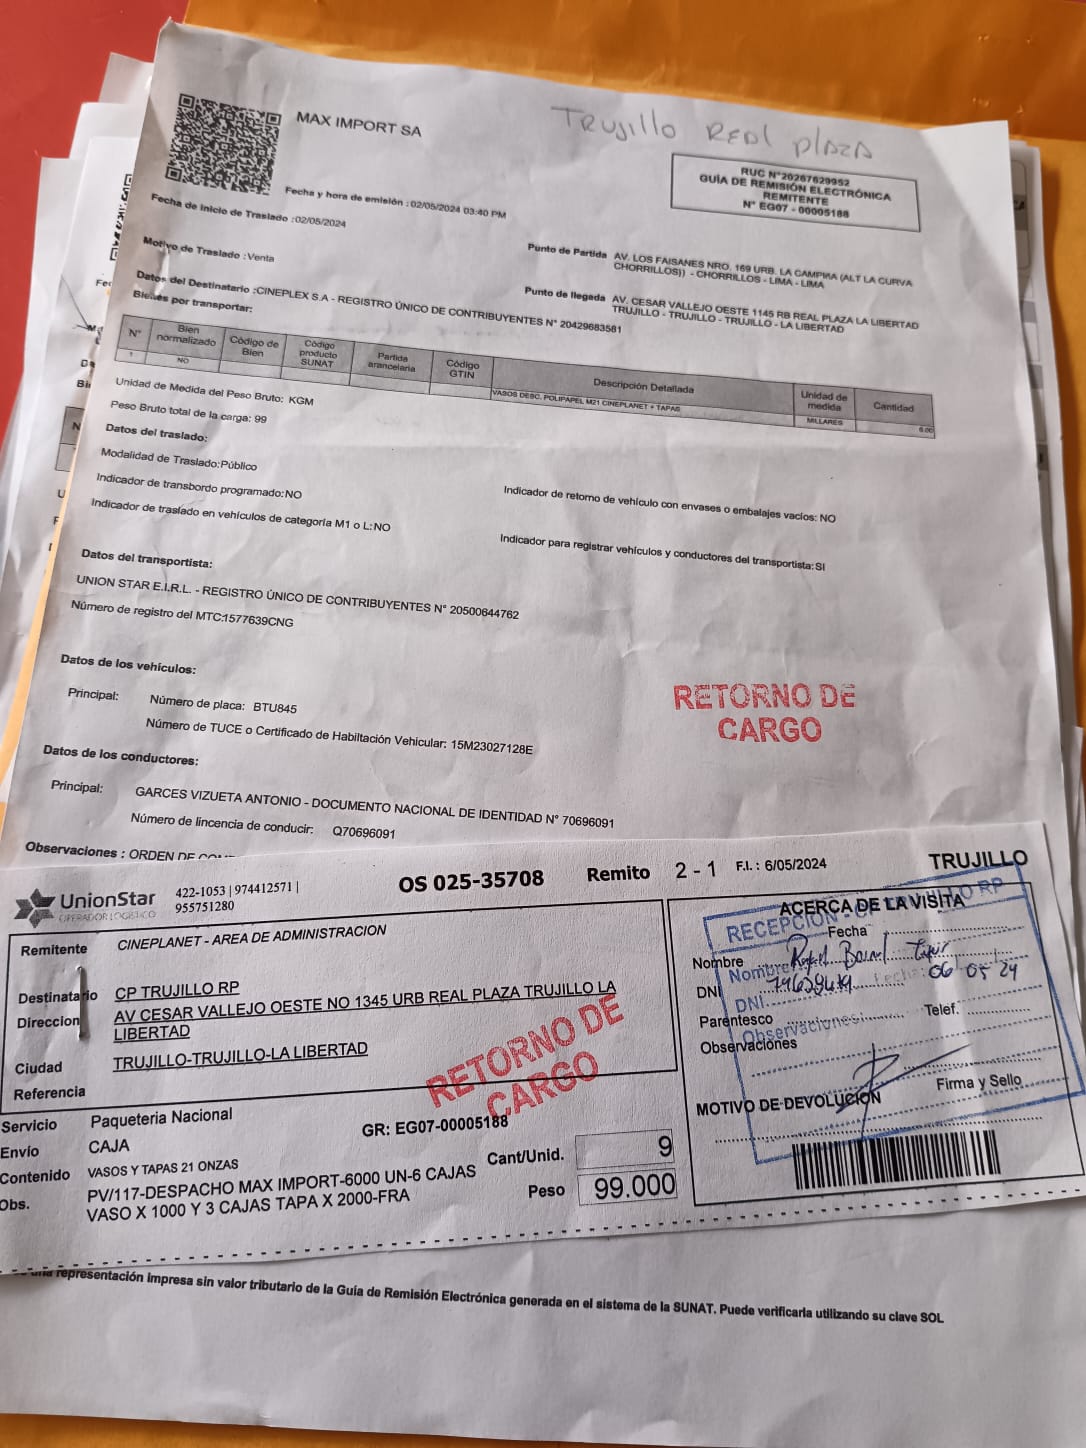 MAX IMPORT SA
Trujillo REAL plAZA
RUC N°20267629952
GUÍA DE REMISIÓN ELECTRÓNICA
REMITENTE
N° EG07 - 00005188
Fecha y hora de emisión : 02/05/2024 03:40 PM
Fecha de inicio de Traslado :02/05/2024
Motivo de Traslado : Venta
Punto de Partida AV. LOS FAISANES NRO. 169 URB. LA CAMPIÑA (ALT LA CURVA
CHORRILLOS)) - CHORRILLOS - LIMA - LIMA
Datos del Destinatario :CINEPLEX S.A - REGISTRO ÚNICO DE CONTRIBUYENTES N° 20429683581
Punto de llegada AV. CESAR VALLEJO OESTE 1145 RB REAL PLAZA LA LIBERTAD
TRUJILLO - TRUJILLO - TRUJILLO - LA LIBERTAD
Bienes por transportar:
N° Bien normalizado Código de Bien Código producto SUNAT Partida arancelaria Código GTIN Descripción Detallada Unidad de medida Cantidad
1 NO VASOS DESC. POLIPAPEL M21 CINEPLANET + TAPAS MILLARES 6.00
Unidad de Medida del Peso Bruto: KGM
Peso Bruto total de la carga: 99
Datos del traslado:
Modalidad de Traslado:Público
Indicador de transbordo programado:NO
Indicador de retorno de vehículo con envases o embalajes vacíos: NO
Indicador de traslado en vehículos de categoría M1 o L:NO
Indicador para registrar vehículos y conductores del transportista:SI
Datos del transportista:
UNION STAR E.I.R.L. - REGISTRO ÚNICO DE CONTRIBUYENTES N° 20500644762
Número de registro del MTC:1577639CNG
Datos de los vehículos:
Principal: Número de placa: BTU845
Número de TUCE o Certificado de Habiltación Vehicular: 15M23027128E
RETORNO DE
CARGO
Datos de los conductores:
Principal: GARCES VIZUETA ANTONIO - DOCUMENTO NACIONAL DE IDENTIDAD N° 70696091
Número de lincencia de conducir: Q70696091
Observaciones : ORDEN DE
UnionStar
OPERADOR LOGISTICO
422-1053 | 974412571 |
955751280
OS 025-35708
Remito 2 - 1 F.I. : 6/05/2024
TRUJILLO
Remitente CINEPLANET - AREA DE ADMINISTRACION
Destinatario CP TRUJILLO RP
Direccion AV CESAR VALLEJO OESTE NO 1345 URB REAL PLAZA TRUJILLO LA
LIBERTAD
Ciudad TRUJILLO-TRUJILLO-LA LIBERTAD
Referencia
RETORNO DE
CARGO
ACERCA DE LA VISITA
RECEPCIÓN - CP TRUJILLO RP
Fecha
Nombre
Nombre
DNI
DNI
Fecha: 06 05 24
Parentesco
Telef.
Observaciones:
Observaciones
Firma y Sello
MOTIVO DE DEVOLUCIÓN
Servicio Paqueteria Nacional
Envío CAJA
GR: EG07-00005188
Contenido VASOS Y TAPAS 21 ONZAS
Cant/Unid. 9
Obs. PV/117-DESPACHO MAX IMPORT-6000 UN-6 CAJAS
VASO X 1000 Y 3 CAJAS TAPA X 2000-FRA
Peso 99.000
una representación impresa sin valor tributario de la Guía de Remisión Electrónica generada en el sistema de la SUNAT. Puede verificarla utilizando su clave SOL